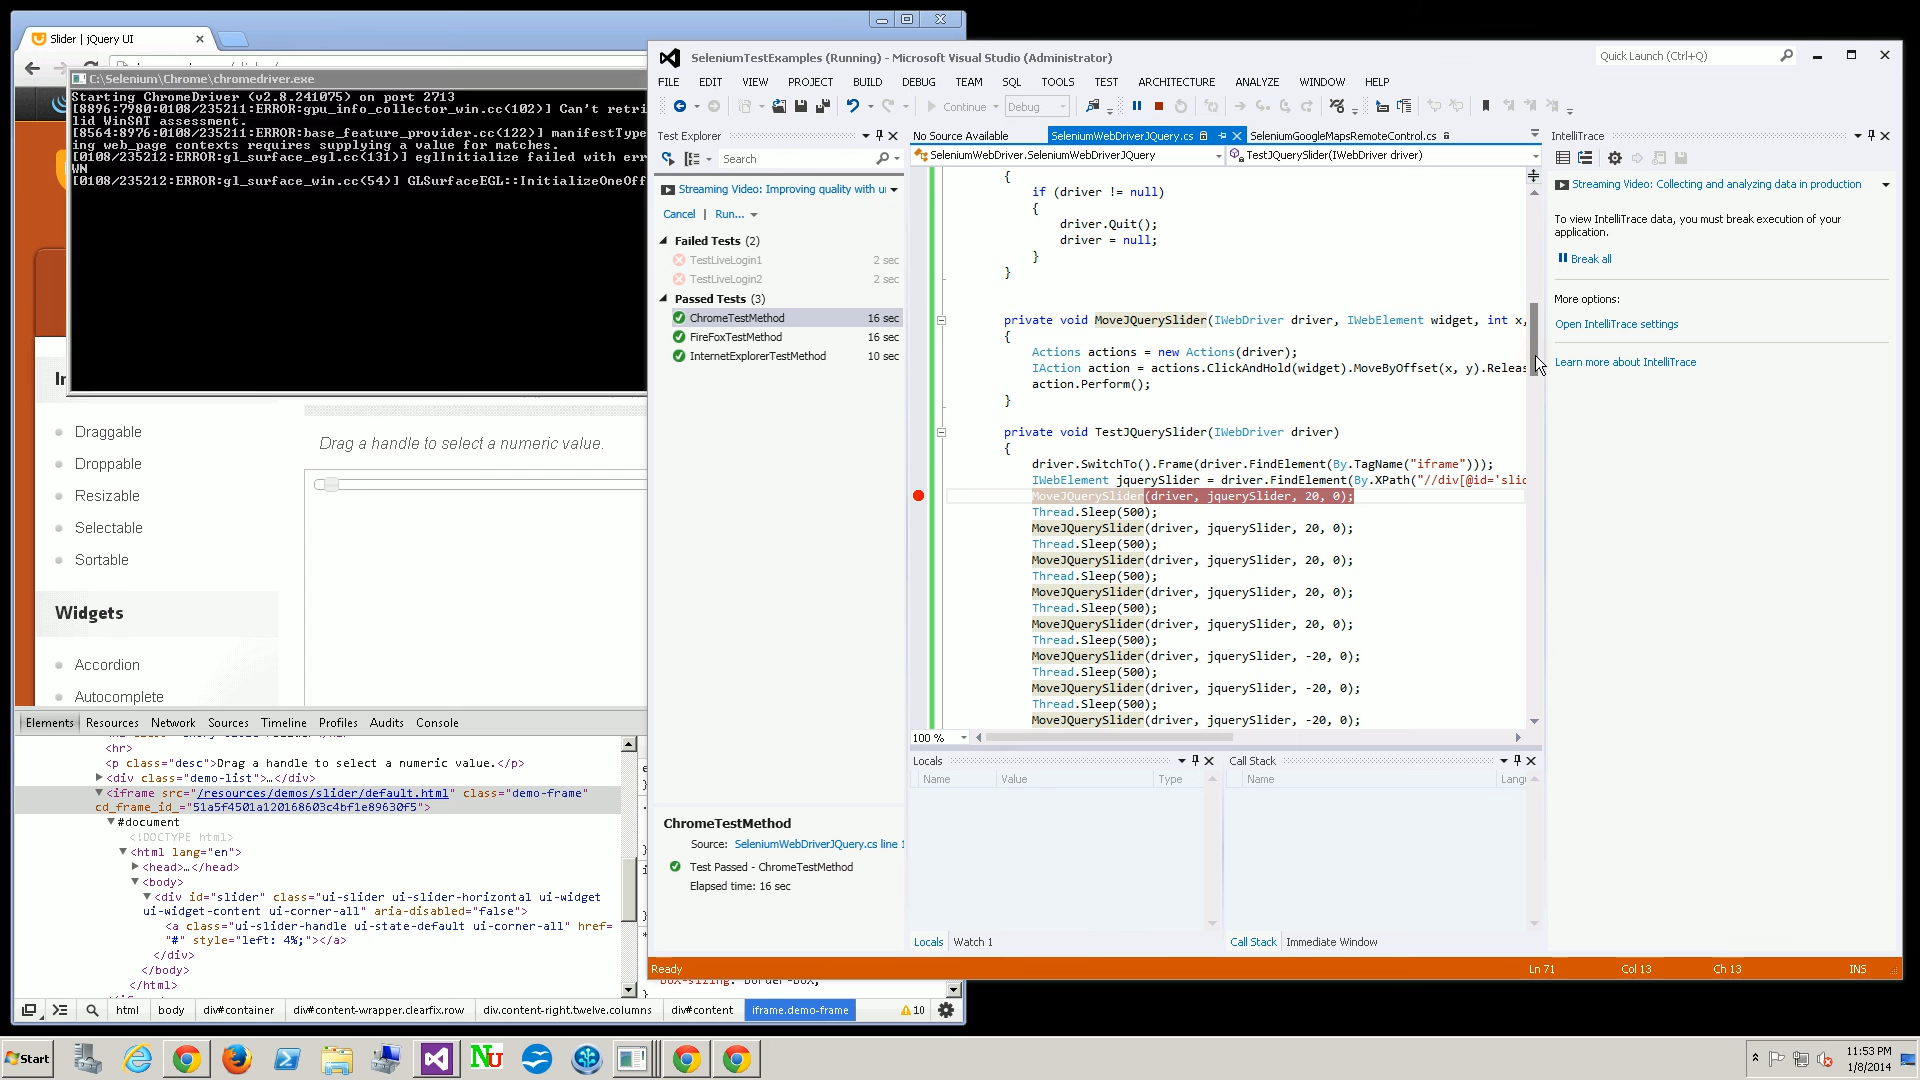 Slider | jQuery UI
C:\Selenium\Chrome\chromedriver.exe
Starting ChromeDriver (v2.8.241075) on port 2713
[8896:7980:0108/235211:ERROR:gpu_info_collector_win.cc(102)] Can't retri
lid WinSAT assessment.
[8564:8976:0108/235211:ERROR:base_feature_provider.cc(122)] manifestType
ing web_page contexts requires supplying a value for matches.
[0108/235212:ERROR:gl_surface_egl.cc(131)] eglInitialize failed with err
WN
[0108/235212:ERROR:gl_surface_win.cc(54)] GLSurfaceEGL::InitializeOneOff
In
Draggable
Droppable
Resizable
Selectable
Sortable
Widgets
Accordion
Autocomplete
Drag a handle to select a numeric value.
Elements Resources Network Sources Timeline Profiles Audits Console
<hr>
<p class="desc">Drag a handle to select a numeric value.</p>
<div class="demo-list">…</div>
<iframe src="/resources/demos/slider/default.html" class="demo-frame"
cd_frame_id_="51a5f4501a120168603c4bf1e89630f5">
#document
<!DOCTYPE html>
<html lang="en">
<head>…</head>
<body>
<div id="slider" class="ui-slider ui-slider-horizontal ui-widget
ui-widget-content ui-corner-all" aria-disabled="false">
<a class="ui-slider-handle ui-state-default ui-corner-all" href=
"#" style="left: 4%;"></a>
</div>
</body>
</html>
box-sizing: border-box;
html body div#container div#content-wrapper.clearfix.row div.content-right.twelve.columns div#content iframe.demo-frame 10
SeleniumTestExamples (Running) - Microsoft Visual Studio (Administrator)
Quick Launch (Ctrl+Q)
FILE EDIT VIEW PROJECT BUILD DEBUG TEAM SQL TOOLS TEST ARCHITECTURE ANALYZE WINDOW HELP
Continue Debug
Test Explorer
Search
Streaming Video: Improving quality with u
Cancel | Run...
Failed Tests (2)
TestLiveLogin1 2 sec
TestLiveLogin2 2 sec
Passed Tests (3)
ChromeTestMethod 16 sec
FireFoxTestMethod 16 sec
InternetExplorerTestMethod 10 sec
ChromeTestMethod
Source: SeleniumWebDriverJQuery.cs line 1
Test Passed - ChromeTestMethod
Elapsed time: 16 sec
No Source Available SeleniumWebDriverJQuery.cs SeleniumGoogleMapsRemoteControl.cs
SeleniumWebDriver.SeleniumWebDriverJQuery TestJQuerySlider(IWebDriver driver)
{
if (driver != null)
{
driver.Quit();
driver = null;
}
}
private void MoveJQuerySlider(IWebDriver driver, IWebElement widget, int x,
{
Actions actions = new Actions(driver);
IAction action = actions.ClickAndHold(widget).MoveByOffset(x, y).Releas
action.Perform();
}
private void TestJQuerySlider(IWebDriver driver)
{
driver.SwitchTo().Frame(driver.FindElement(By.TagName("iframe")));
IWebElement jquerySlider = driver.FindElement(By.XPath("//div[@id='slid
MoveJQuerySlider(driver, jquerySlider, 20, 0);
Thread.Sleep(500);
MoveJQuerySlider(driver, jquerySlider, 20, 0);
Thread.Sleep(500);
MoveJQuerySlider(driver, jquerySlider, 20, 0);
Thread.Sleep(500);
MoveJQuerySlider(driver, jquerySlider, 20, 0);
Thread.Sleep(500);
MoveJQuerySlider(driver, jquerySlider, 20, 0);
Thread.Sleep(500);
MoveJQuerySlider(driver, jquerySlider, -20, 0);
Thread.Sleep(500);
MoveJQuerySlider(driver, jquerySlider, -20, 0);
Thread.Sleep(500);
MoveJQuerySlider(driver, jquerySlider, -20, 0);
100 %
Locals
Name Value Type
Locals Watch 1
Call Stack
Name Langu
Call Stack Immediate Window
IntelliTrace
Streaming Video: Collecting and analyzing data in production
To view IntelliTrace data, you must break execution of your
application.
Break all
More options:
Open IntelliTrace settings
Learn more about IntelliTrace
Ready Ln 71 Col 13 Ch 13 INS
Start
Nu
11:53 PM
1/8/2014